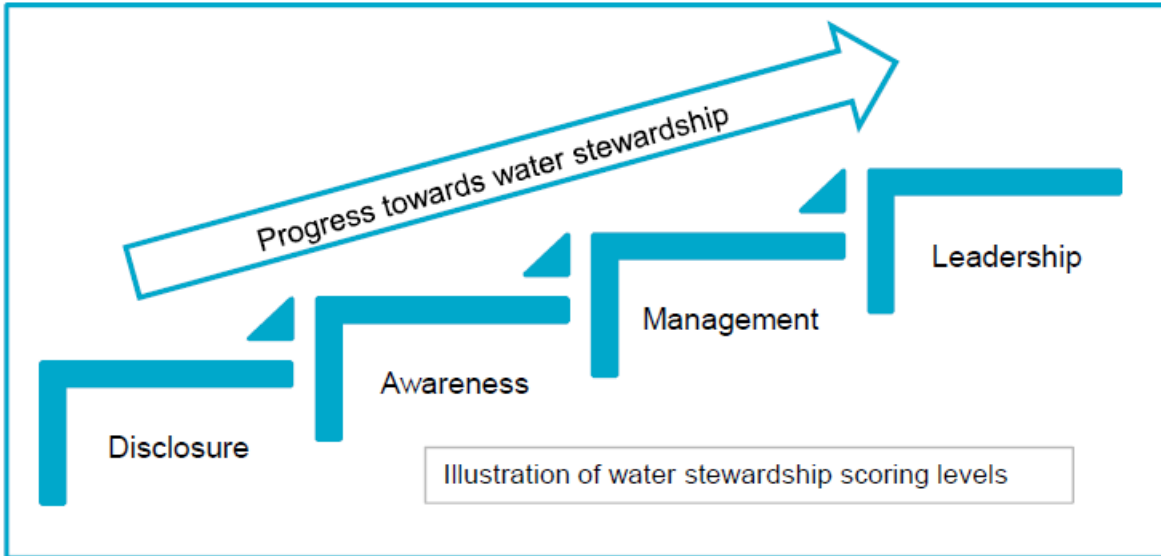 Progress towards water stewardship
Leadership
Management
Awareness
Disclosure
Illustration of water stewardship scoring levels